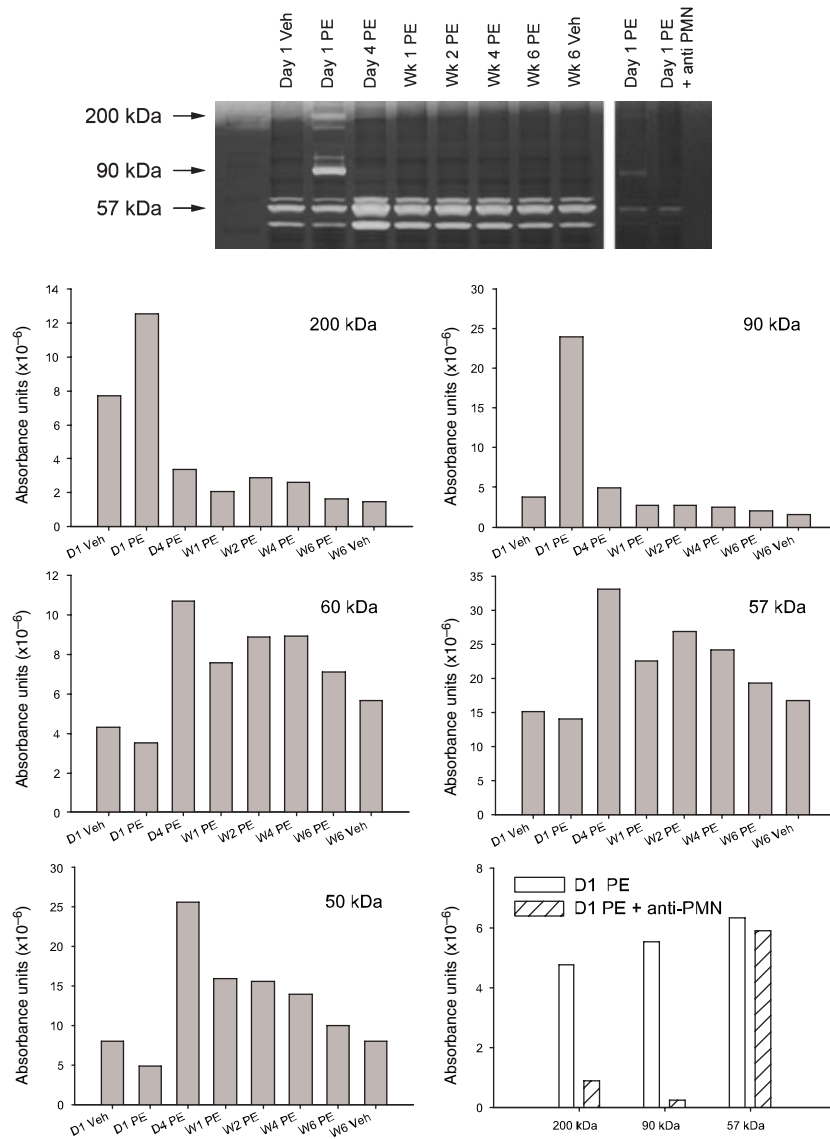 Day 1 Veh
Day 1 PE
Day 4 PE
Wk 1 PE
Wk 2 PE
Wk 4 PE
Wk 6 PE
Wk 6 Veh
Day 1 PE
Day 1 PE
+ anti PMN
200 kDa
90 kDa
57 kDa
200 kDa
Absorbance units (x10⁻⁶)
14
12
10
8
6
4
2
0
D1 Veh
D1 PE
D4 PE
W1 PE
W2 PE
W4 PE
W6 PE
W6 Veh
90 kDa
Absorbance units (x10⁻⁶)
30
25
20
15
10
5
0
D1 Veh
D1 PE
D4 PE
W1 PE
W2 PE
W4 PE
W6 PE
W6 Veh
60 kDa
Absorbance units (x10⁻⁶)
12
10
8
6
4
2
0
D1 Veh
D1 PE
D4 PE
W1 PE
W2 PE
W4 PE
W6 PE
W6 Veh
57 kDa
Absorbance units (x10⁻⁶)
35
30
25
20
15
10
5
0
D1 Veh
D1 PE
D4 PE
W1 PE
W2 PE
W4 PE
W6 PE
W6 Veh
50 kDa
Absorbance units (x10⁻⁶)
30
25
20
15
10
5
0
D1 Veh
D1 PE
D4 PE
W1 PE
W2 PE
W4 PE
W6 PE
W6 Veh
D1 PE
D1 PE + anti-PMN
Absorbance units (x10⁻⁶)
8
6
4
2
0
200 kDa
90 kDa
57 kDa